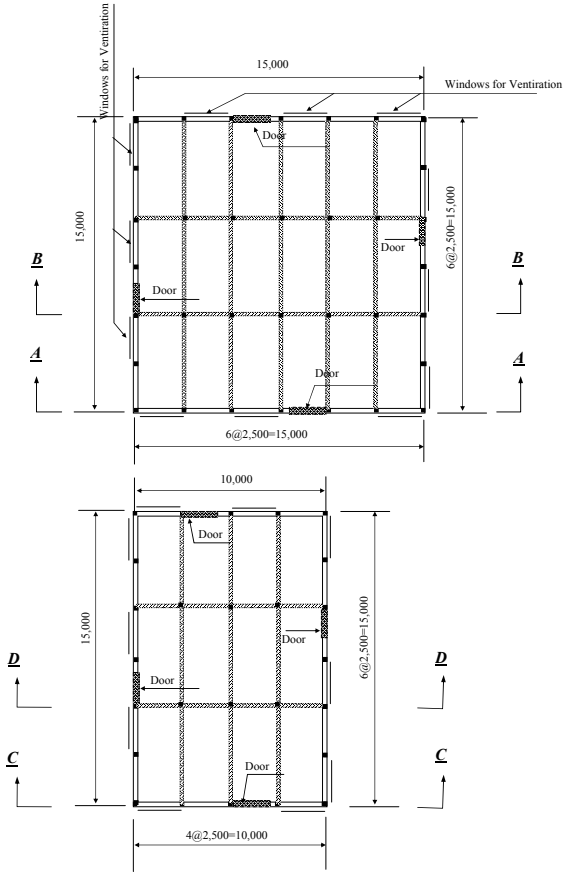 Windows for Ventiration
15,000
Windows for Ventiration
Door
15,000
6@2,500=15,000
Door
B
B
Door
A
A
Door
6@2,500=15,000
10,000
Door
15,000
6@2,500=15,000
Door
D
D
Door
C
C
Door
4@2,500=10,000